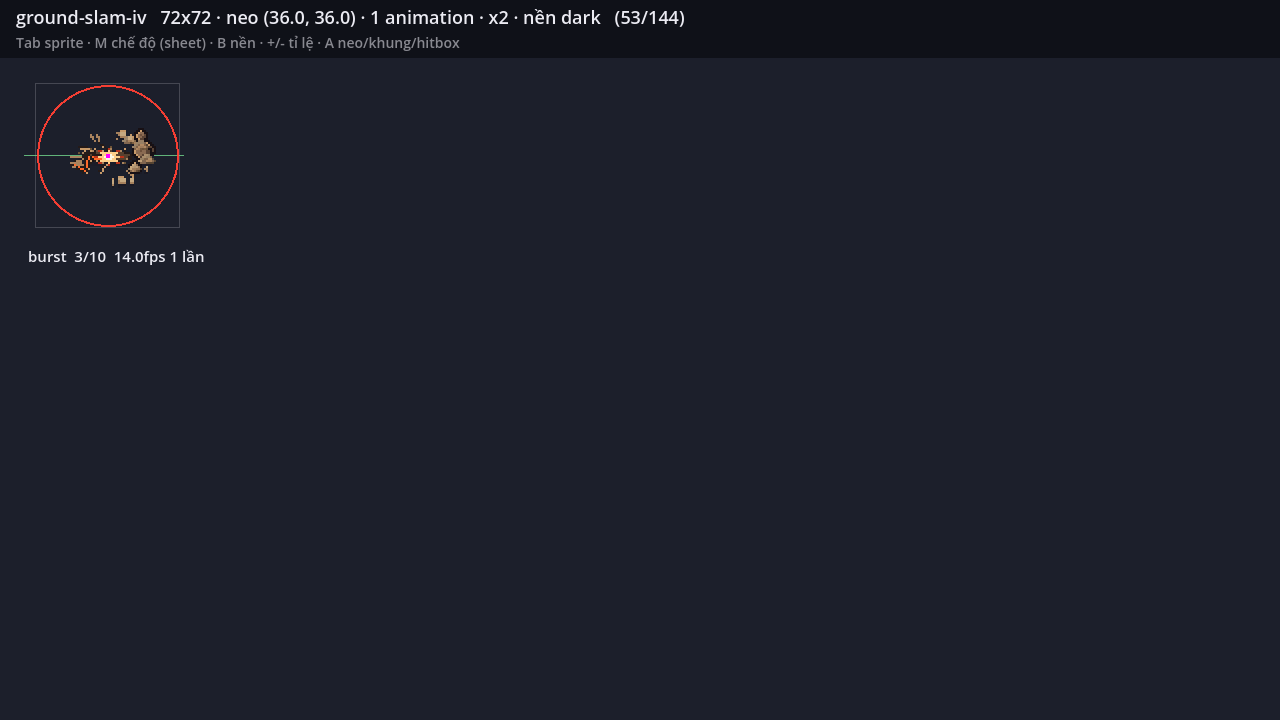 ground-slam-iv   72x72 · neo (36.0, 36.0) · 1 animation · x2 · nền dark   (53/144)
Tab sprite · M chế độ (sheet) · B nền · +/- tỉ lệ · A neo/khung/hitbox
burst  3/10  14.0fps 1 lần